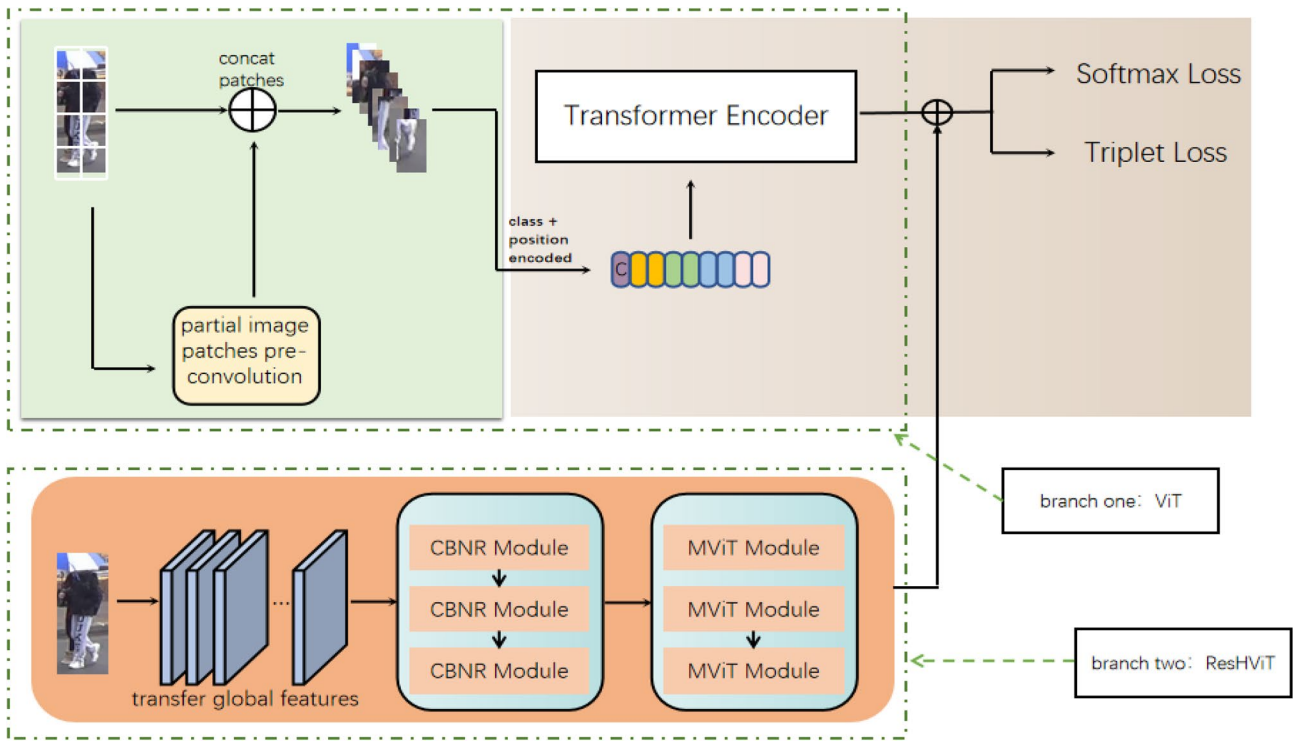 concat
patches
Transformer Encoder
Softmax Loss
Triplet Loss
class +
position
encoded
C
partial image
patches pre-
convolution
branch one: ViT
CBNR Module
CBNR Module
CBNR Module
MViT Module
MViT Module
MViT Module
...
transfer global features
branch two: ResHViT